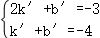 2k′ +b′ =-3
k′ +b′=-4